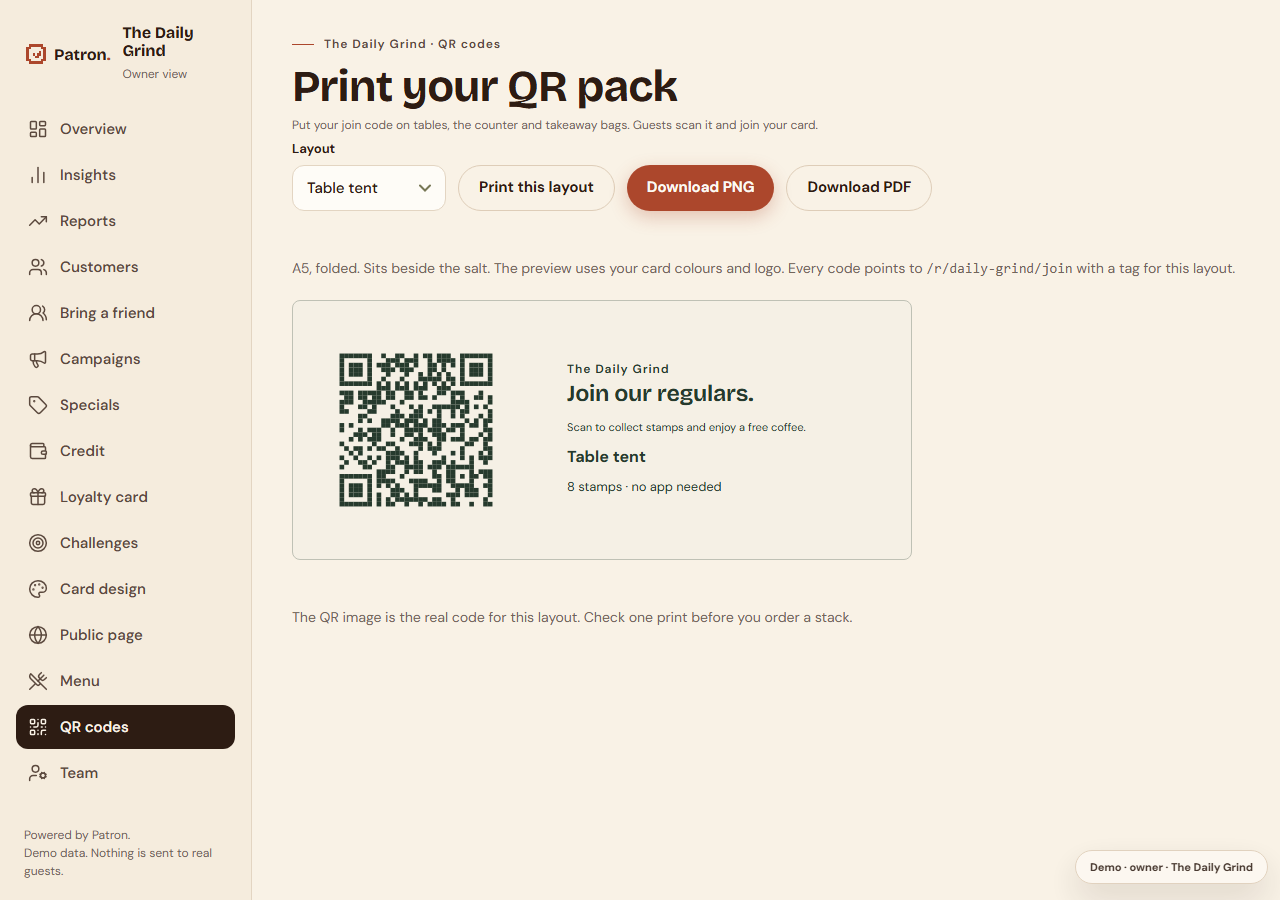 Patron.
The Daily
Grind
Owner view
Overview
Insights
Reports
Customers
Bring a friend
Campaigns
Specials
Credit
Loyalty card
Challenges
Card design
Public page
Menu
QR codes
Team
Powered by Patron.
Demo data. Nothing is sent to real
guests.
The Daily Grind · QR codes
Print your QR pack
Put your join code on tables, the counter and takeaway bags. Guests scan it and join your card.
Layout
Table tent
Print this layout
Download PNG
Download PDF
A5, folded. Sits beside the salt. The preview uses your card colours and logo. Every code points to /r/daily-grind/join with a tag for this layout.
The Daily Grind
Join our regulars.
Scan to collect stamps and enjoy a free coffee.
Table tent
8 stamps · no app needed
The QR image is the real code for this layout. Check one print before you order a stack.
Demo · owner · The Daily Grind